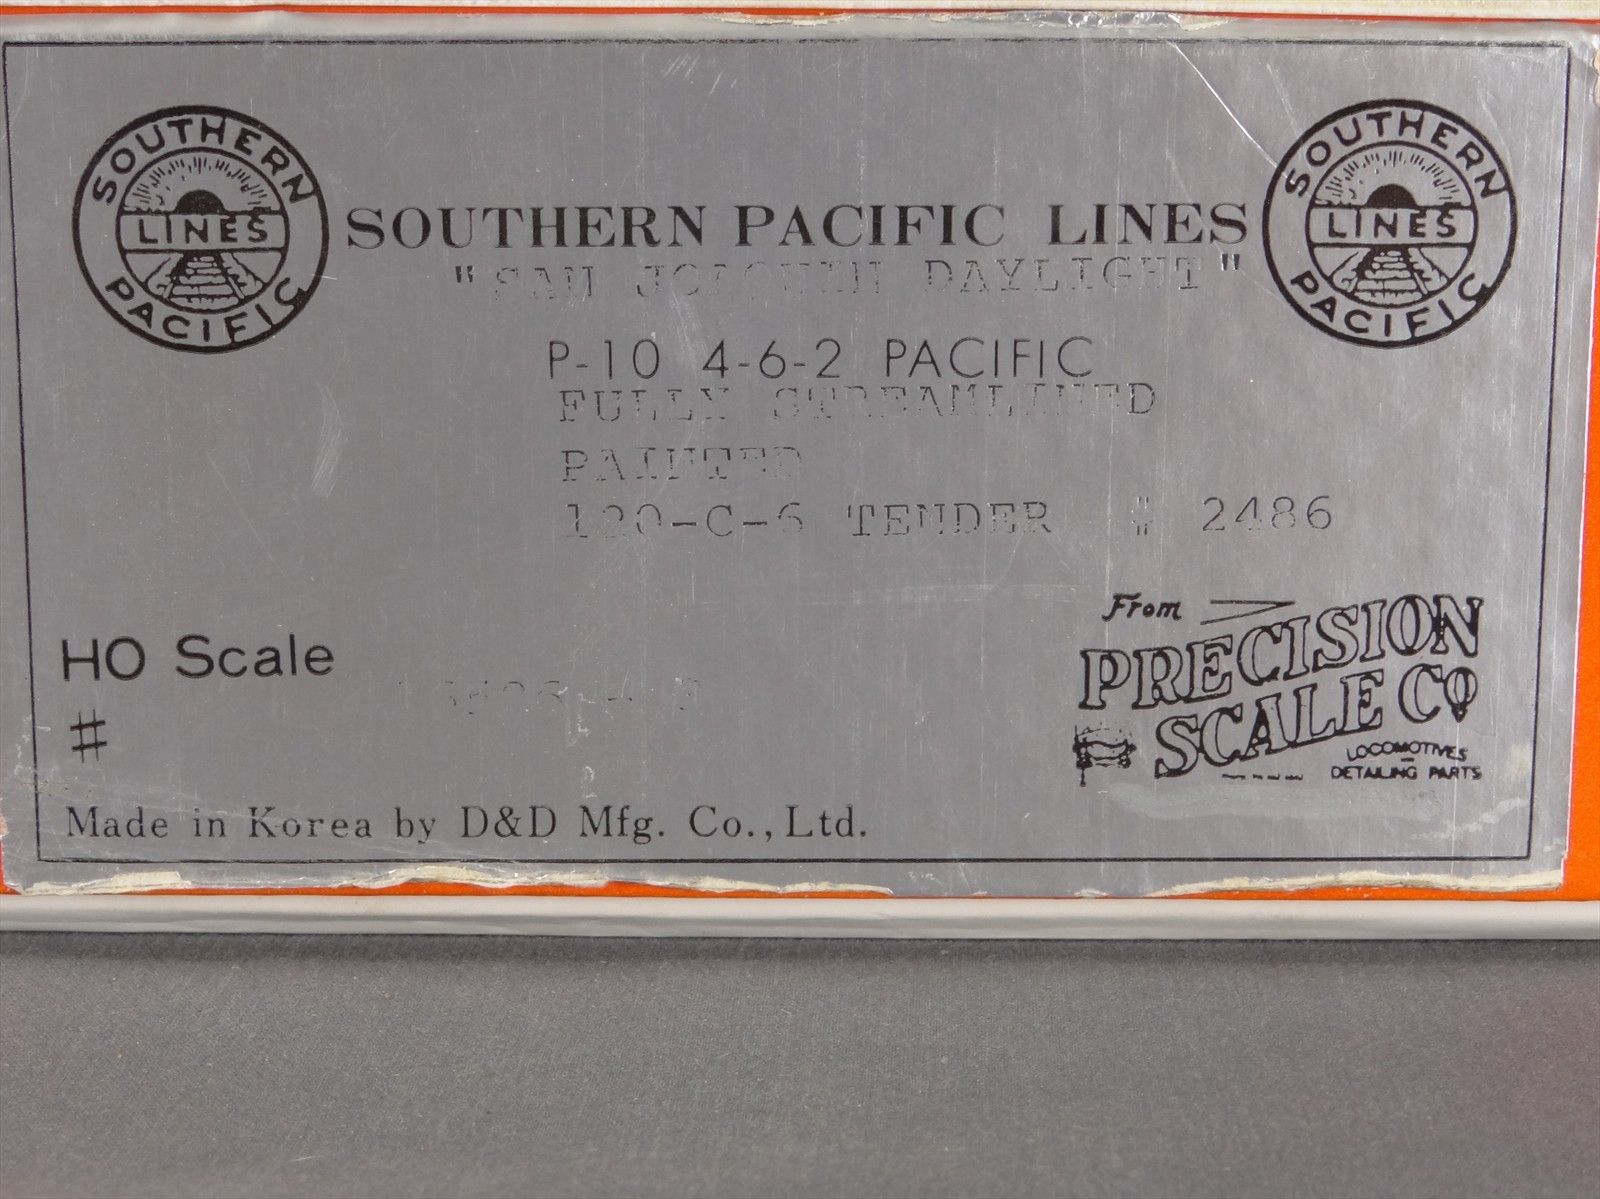 SOUTHERN PACIFIC LINES
SOUTHERN PACIFIC LINES
SOUTHERN PACIFIC LINES
"SAN JOAQUIN DAYLIGHT"
P-10 4-6-2 PACIFIC
FULLY STREAMLINED
PAINTED
120-C-6 TENDER # 2486
From
PRECISION
SCALE CO
LOCOMOTIVES
DETAILING PARTS
HO Scale
#
Made in Korea by D&D Mfg. Co., Ltd.